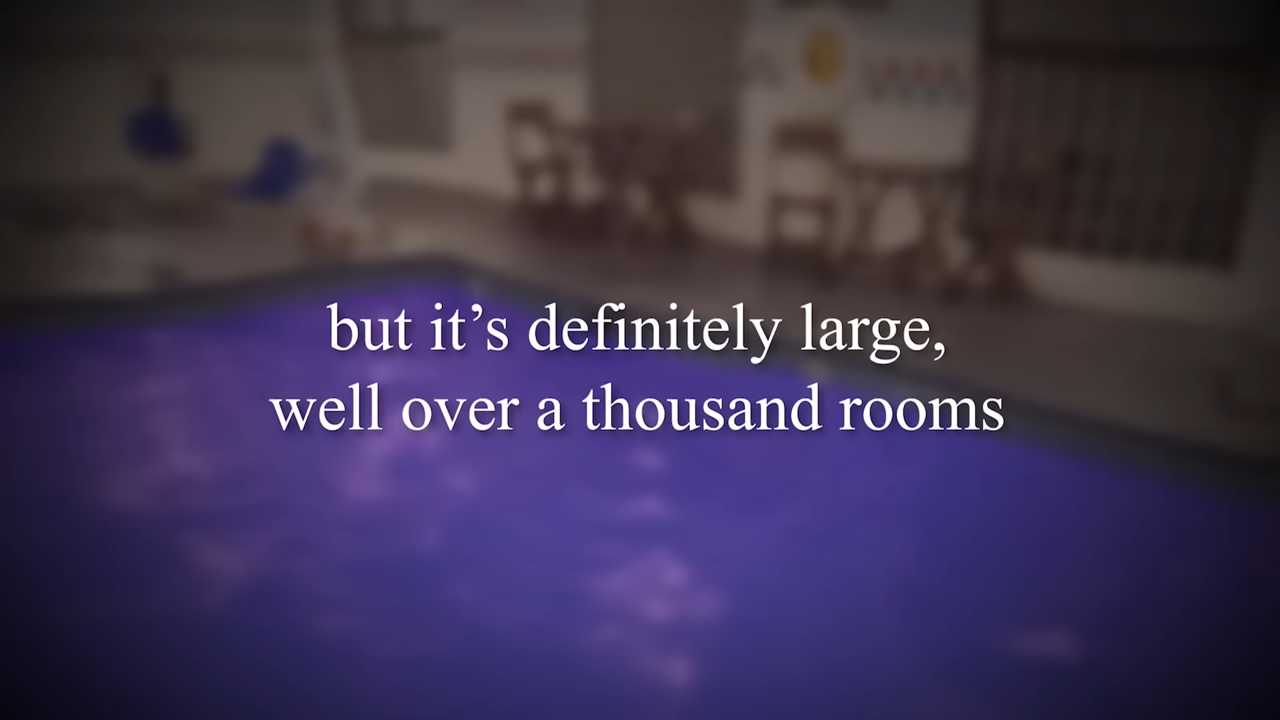 but it’s definitely large,
well over a thousand rooms